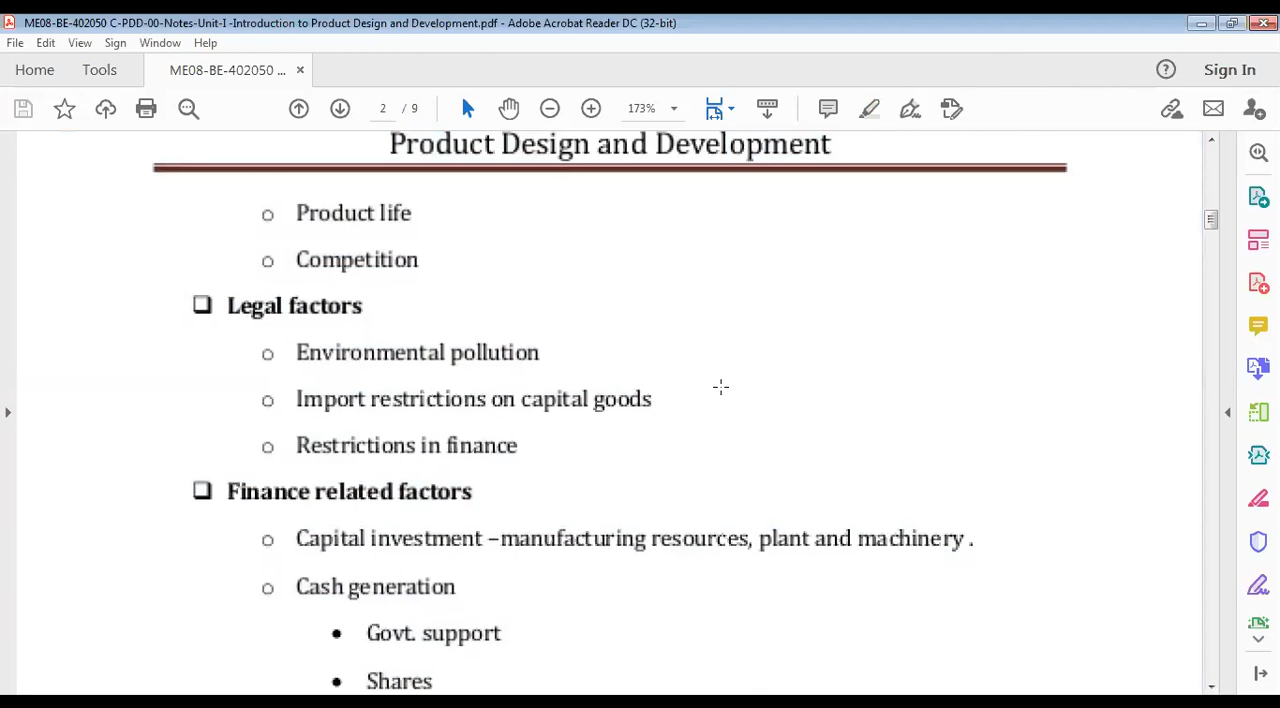 ME08-BE-402050 C-PDD-00-Notes-Unit-I -Introduction to Product Design and Development.pdf - Adobe Acrobat Reader DC (32-bit)
File Edit View Sign Window Help
Home Tools ME08-BE-402050 ... × Sign In
2 / 9 173%
Product Design and Development
o Product life
o Competition
❑ Legal factors
o Environmental pollution
o Import restrictions on capital goods
o Restrictions in finance
❑ Finance related factors
o Capital investment –manufacturing resources, plant and machinery .
o Cash generation
• Govt. support
• Shares